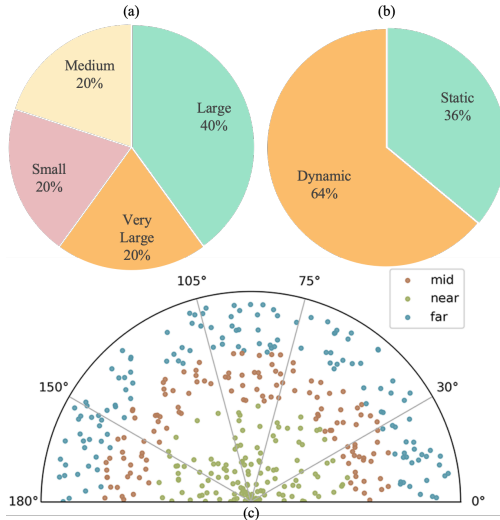 (a)
(b)
Medium
20%
Large
40%
Small
20%
Very
Large
20%
Static
36%
Dynamic
64%
105°
75°
mid
near
far
150°
30°
180°
0°
(c)